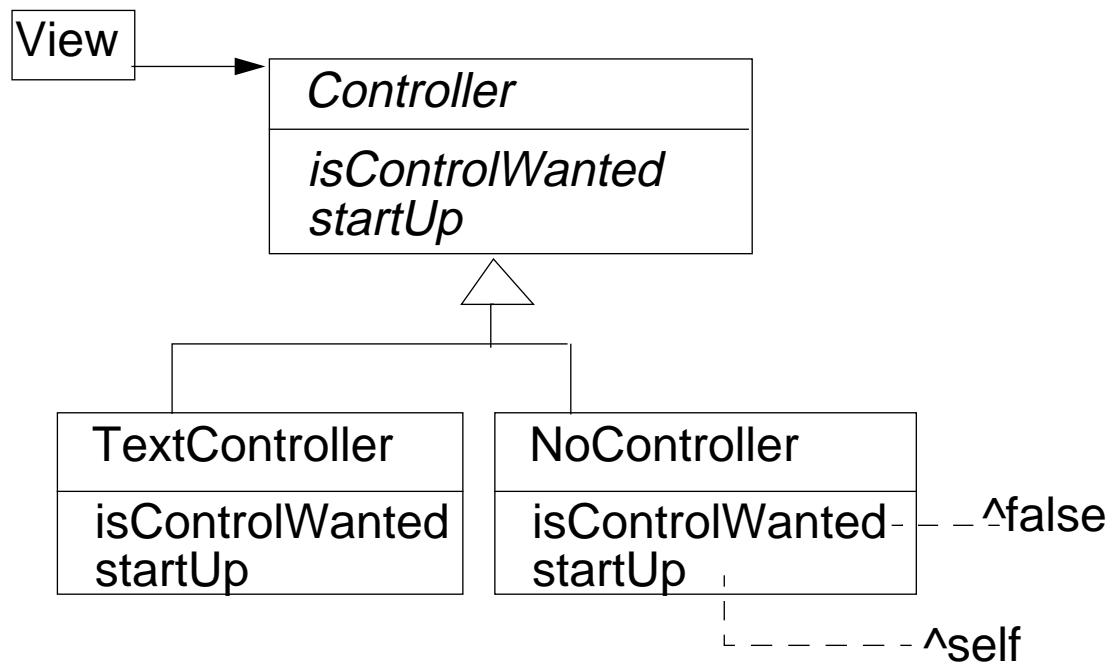 View
Controller
isControlWanted
startUp
TextController
isControlWanted
startUp
NoController
isControlWanted
startUp
^false
^self